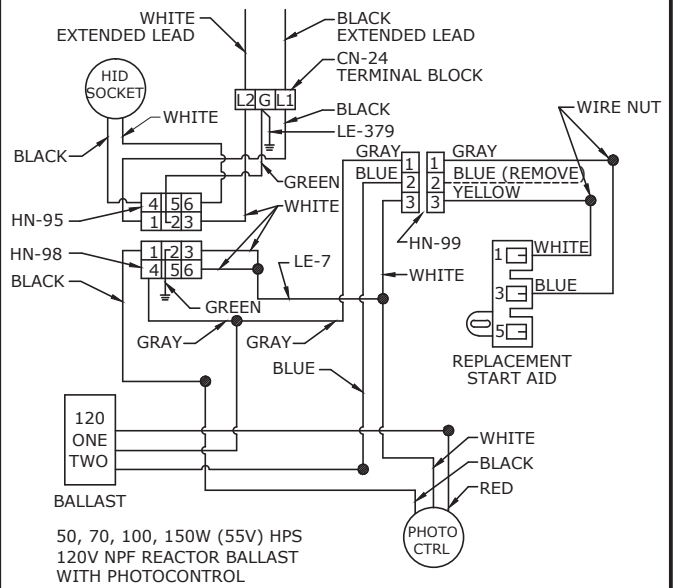 WHITE
EXTENDED LEAD
BLACK
EXTENDED LEAD
CN-24
TERMINAL BLOCK
HID
SOCKET
L2 G L1
WHITE
BLACK
LE-379
WIRE NUT
BLACK
GRAY
GRAY
BLUE
BLUE (REMOVE)
YELLOW
1
2
3
1
2
3
GREEN
WHITE
HN-95
4 5 6
1 2 3
HN-99
HN-98
1 2 3
4 5 6
LE-7
WHITE
BLACK
GREEN
1
WHITE
3
BLUE
5
GRAY
GRAY
REPLACEMENT
START AID
BLUE
120
ONE
TWO
BALLAST
WHITE
BLACK
RED
PHOTO
CTRL
50, 70, 100, 150W (55V) HPS
120V NPF REACTOR BALLAST
WITH PHOTOCONTROL